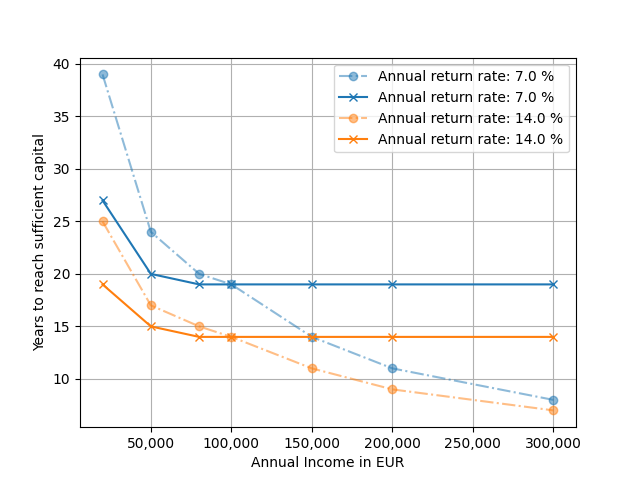 40
35
30
25
20
15
10
Years to reach sufficient capital
Annual return rate: 7.0 %
Annual return rate: 7.0 %
Annual return rate: 14.0 %
Annual return rate: 14.0 %
50,000
100,000
150,000
200,000
250,000
300,000
Annual Income in EUR